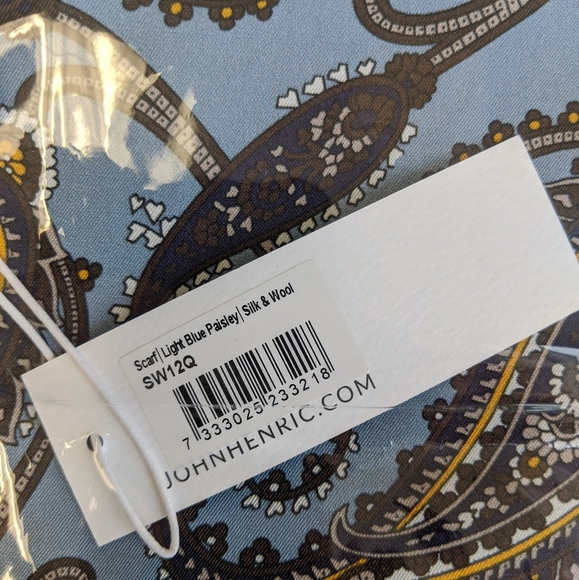 Scarf | Light Blue Paisley | Silk & Wool
SW12Q
7 333025 233218
JOHNHENRIC.COM